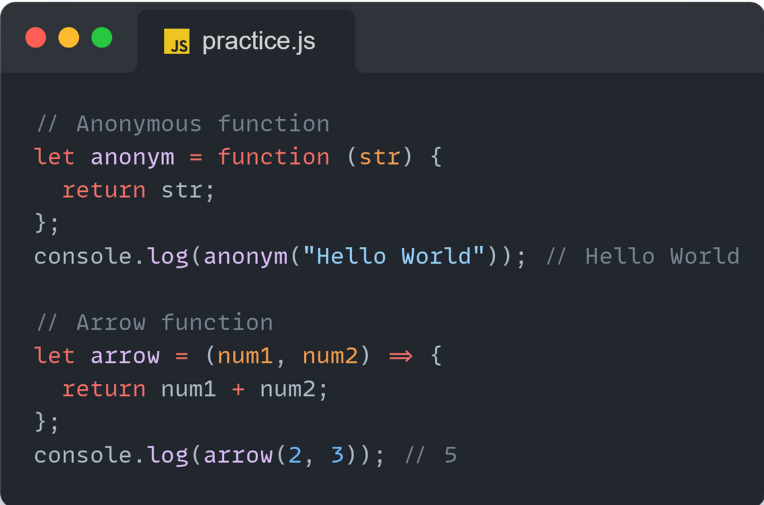 JS practice.js
// Anonymous function
let anonym = function (str) {
  return str;
};
console.log(anonym("Hello World")); // Hello World
// Arrow function
let arrow = (num1, num2) => {
  return num1 + num2;
};
console.log(arrow(2, 3)); // 5